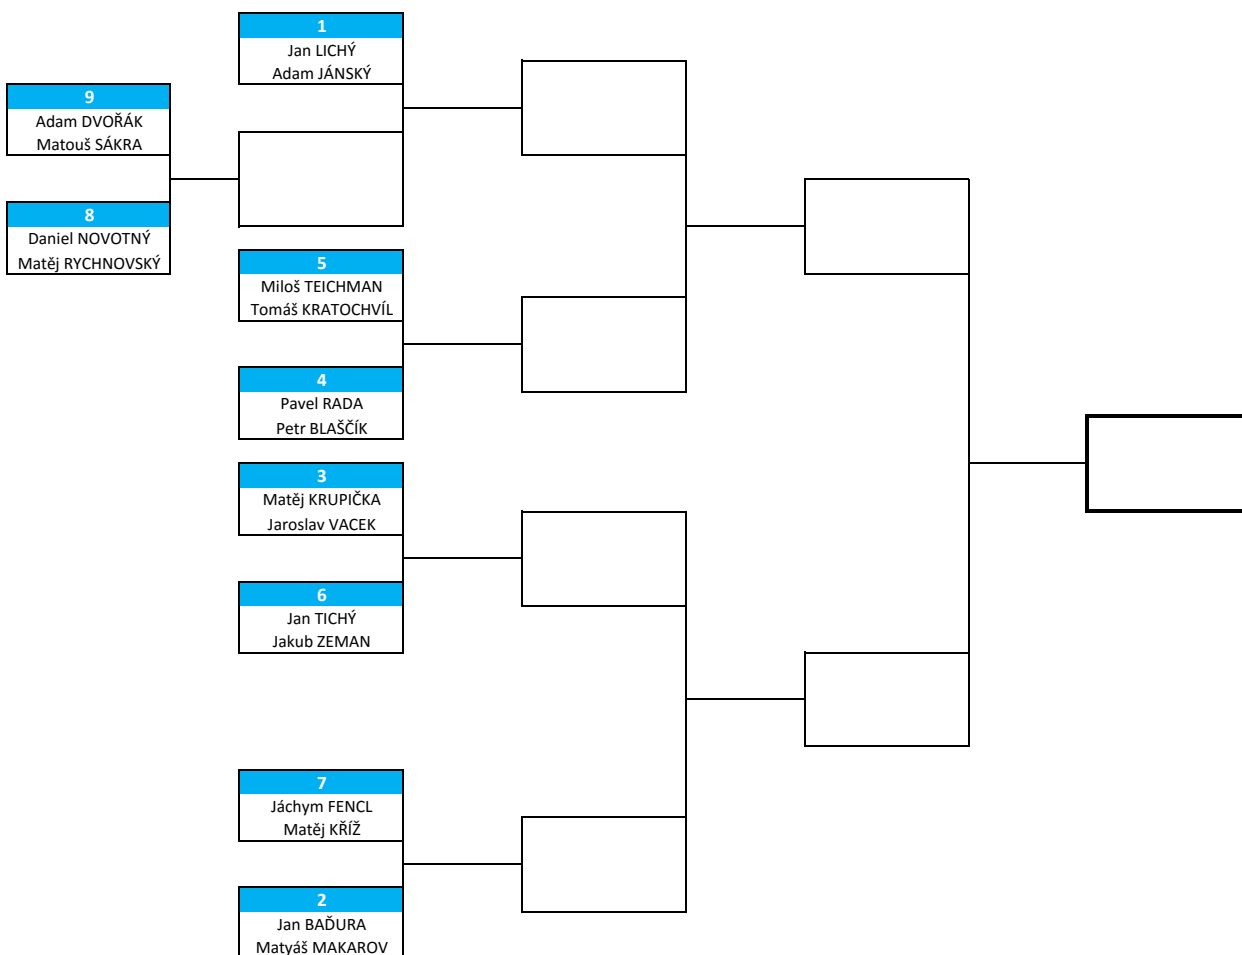 1
Jan LICHÝ
Adam JÁNSKÝ
9
Adam DVOŘÁK
Matouš SÁKRA
8
Daniel NOVOTNÝ
Matěj RYCHNOVSKÝ
5
Miloš TEICHMAN
Tomáš KRATOCHVÍL
4
Pavel RADA
Petr BLAŠČÍK
3
Matěj KRUPIČKA
Jaroslav VACEK
6
Jan TICHÝ
Jakub ZEMAN
7
Jáchym FENCL
Matěj KŘÍŽ
2
Jan BAĎURA
Matyáš MAKAROV